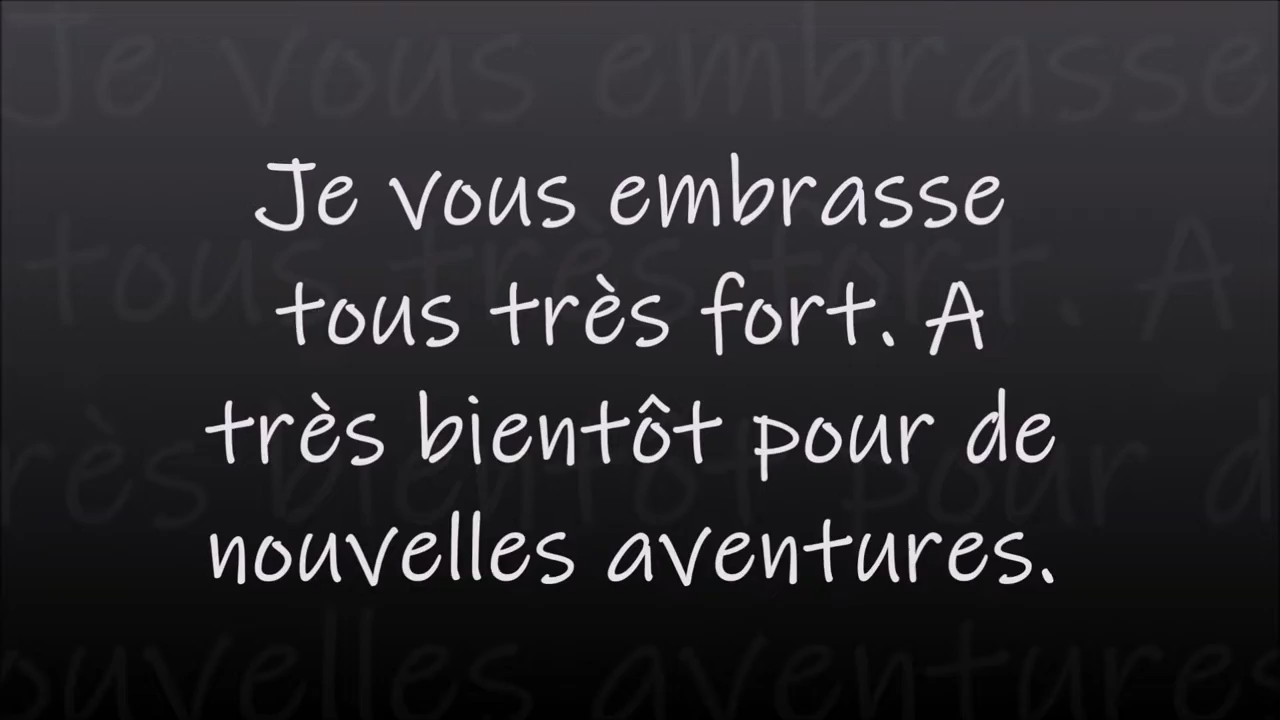 Je vous embrasse
tous très fort. A
très bientôt pour de
nouvelles aventures.